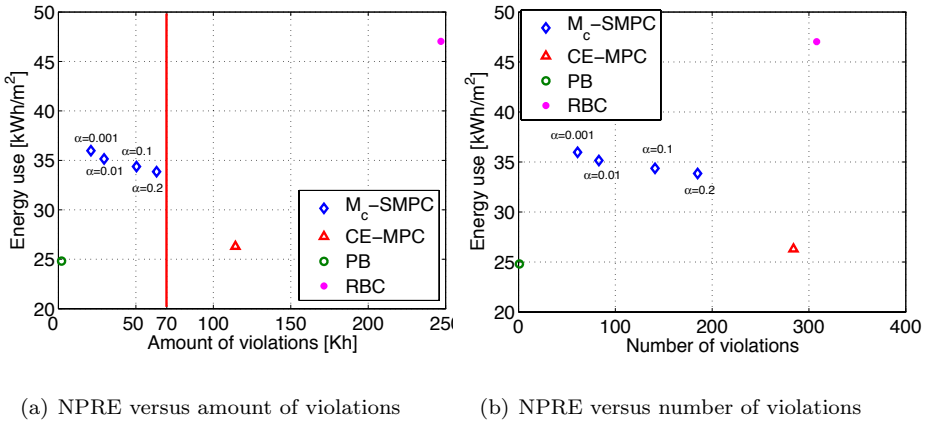 50
45
40
35
30
25
20
0
50
70
100
150
200
250
Energy use [kWh/m²]
Amount of violations [Kh]
α=0.001
α=0.01
α=0.1
α=0.2
M_c−SMPC
CE−MPC
PB
RBC
50
45
40
35
30
25
20
0
100
200
300
400
Energy use [kWh/m²]
Number of violations
M_c−SMPC
CE−MPC
PB
RBC
α=0.001
α=0.01
α=0.1
α=0.2
(a) NPRE versus amount of violations
(b) NPRE versus number of violations